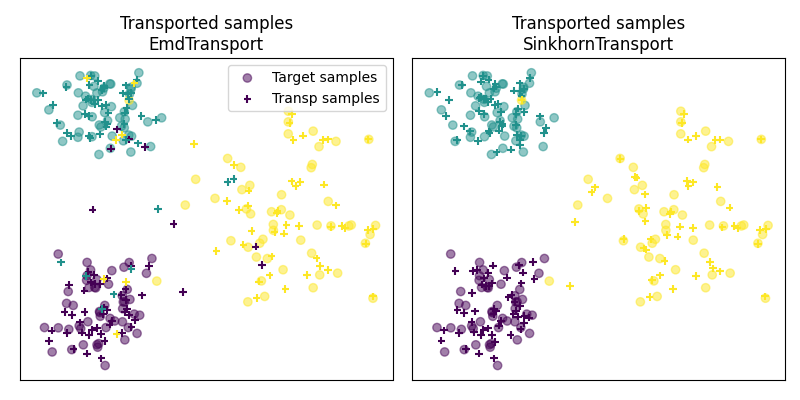 Transported samples
EmdTransport
Target samples
Transp samples
Transported samples
SinkhornTransport